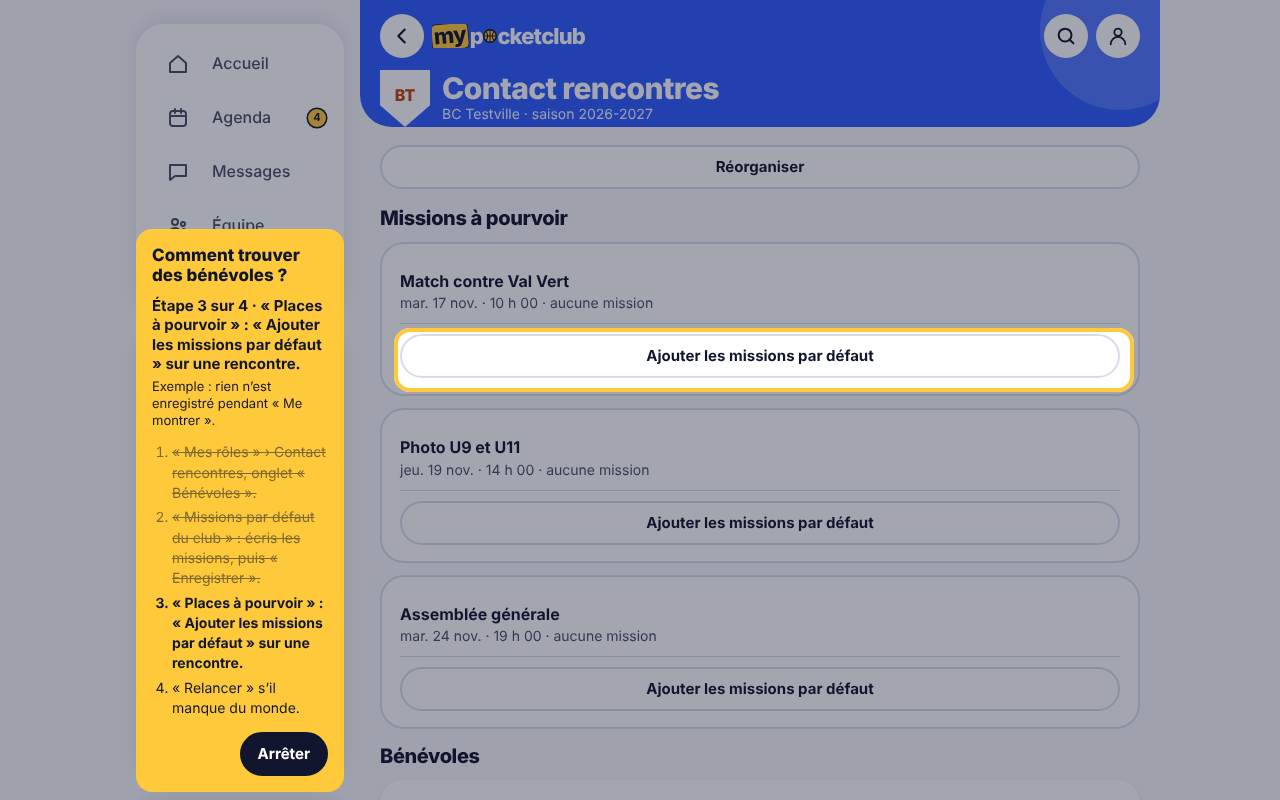 Accueil
Agenda
4
Messages
Équipe
mypocketclub
BT
Contact rencontres
BC Testville · saison 2026-2027
Réorganiser
Missions à pourvoir
Match contre Val Vert
mar. 17 nov. · 10 h 00 · aucune mission
Ajouter les missions par défaut
Photo U9 et U11
jeu. 19 nov. · 14 h 00 · aucune mission
Ajouter les missions par défaut
Assemblée générale
mar. 24 nov. · 19 h 00 · aucune mission
Ajouter les missions par défaut
Bénévoles
Comment trouver
des bénévoles ?
Étape 3 sur 4 · « Places
à pourvoir » : « Ajouter
les missions par défaut
» sur une rencontre.
Exemple : rien n’est
enregistré pendant « Me
montrer ».
1. « Mes rôles » › Contact
rencontres, onglet «
Bénévoles ».
2. « Missions par défaut
du club » : écris les
missions, puis «
Enregistrer ».
3. « Places à pourvoir » :
« Ajouter les missions
par défaut » sur une
rencontre.
4. « Relancer » s’il
manque du monde.
Arrêter